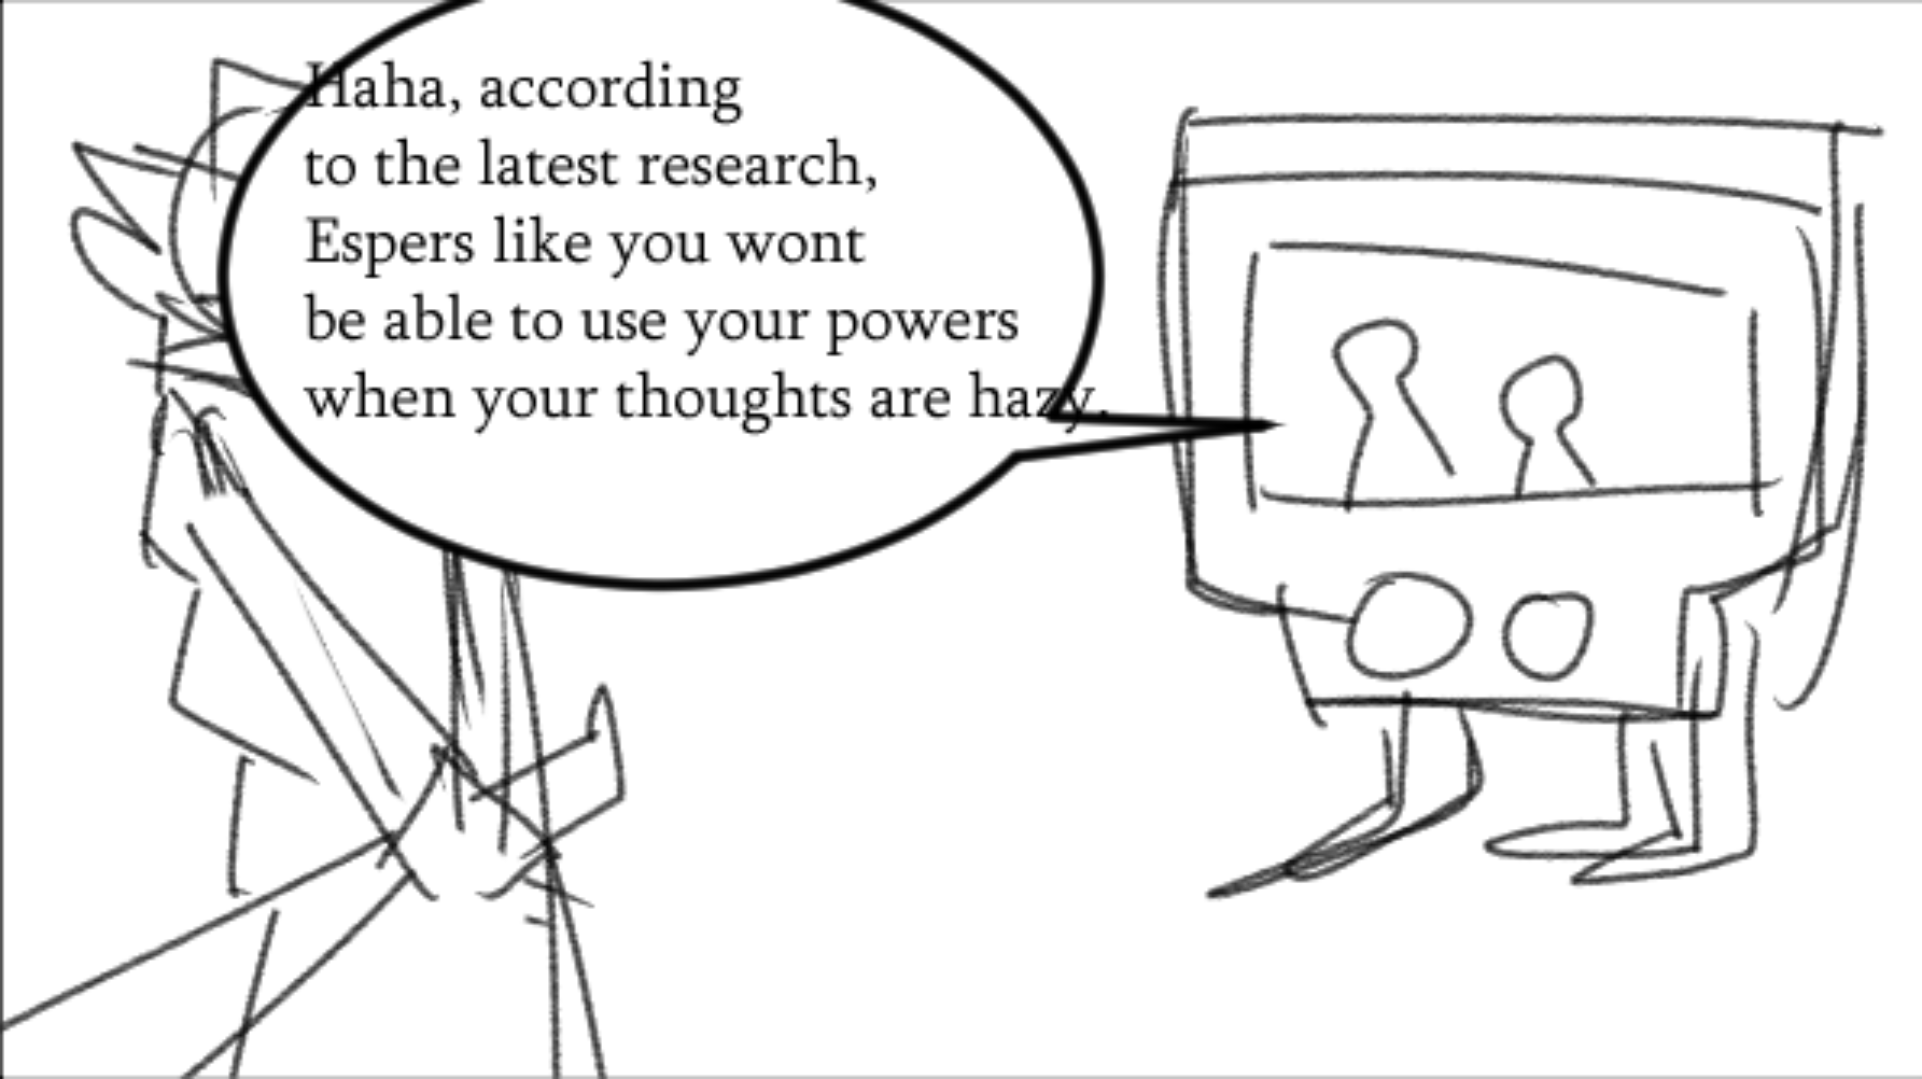 Haha, according
to the latest research,
Espers like you wont
be able to use your powers
when your thoughts are hazy.